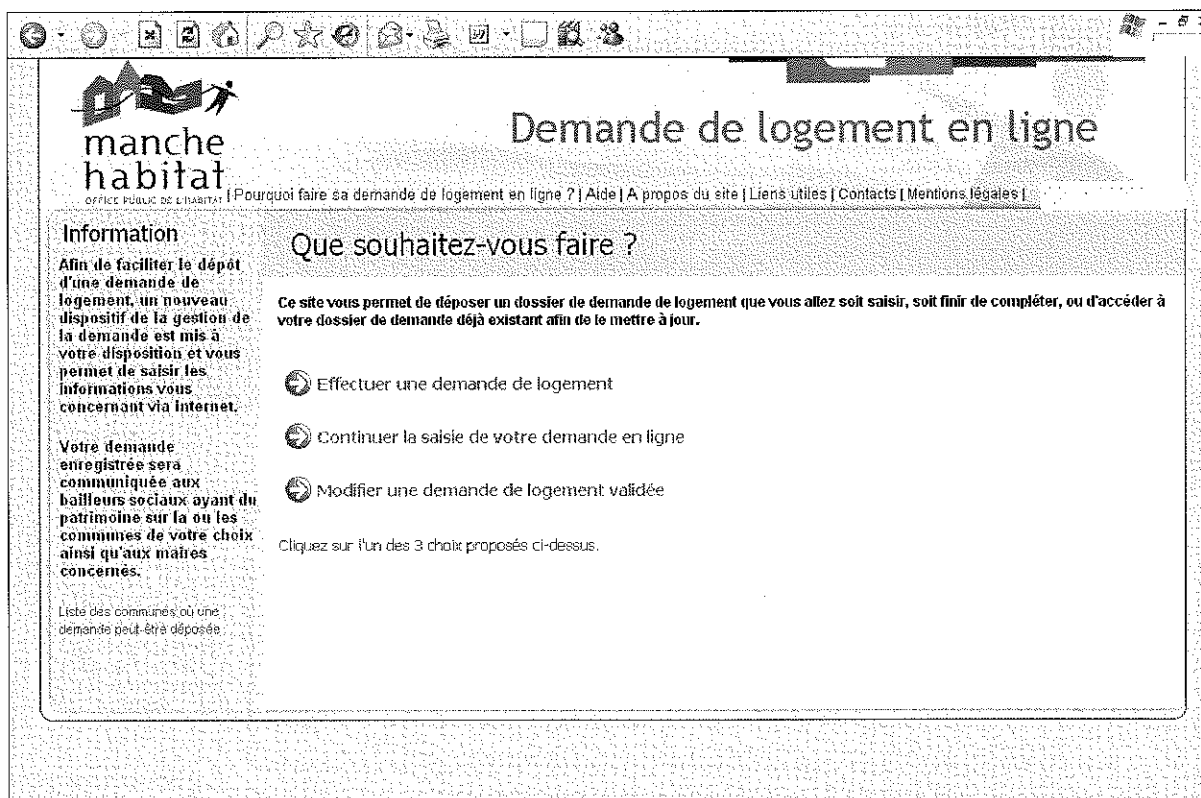 manche
habitat
OFFICE PUBLIC DE L'HABITAT
Demande de logement en ligne
| Pourquoi faire sa demande de logement en ligne ? | Aide | A propos du site | Liens utiles | Contacts | Mentions légales |
Information
Afin de faciliter le dépôt
d'une demande de
logement, un nouveau
dispositif de la gestion de
la demande est mis à
votre disposition et vous
permet de saisir les
informations vous
concernant via internet.
Votre demande
enregistrée sera
communiquée aux
bailleurs sociaux ayant du
patrimoine sur la ou les
communes de votre choix
ainsi qu'aux maires
concernés.
Liste des communes où une
demande peut-être déposée
Que souhaitez-vous faire ?
Ce site vous permet de déposer un dossier de demande de logement que vous allez soit saisir, soit finir de compléter, ou d'accéder à
votre dossier de demande déjà existant afin de le mettre à jour.
Effectuer une demande de logement
Continuer la saisie de votre demande en ligne
Modifier une demande de logement validée
Cliquez sur l'un des 3 choix proposés ci-dessus.